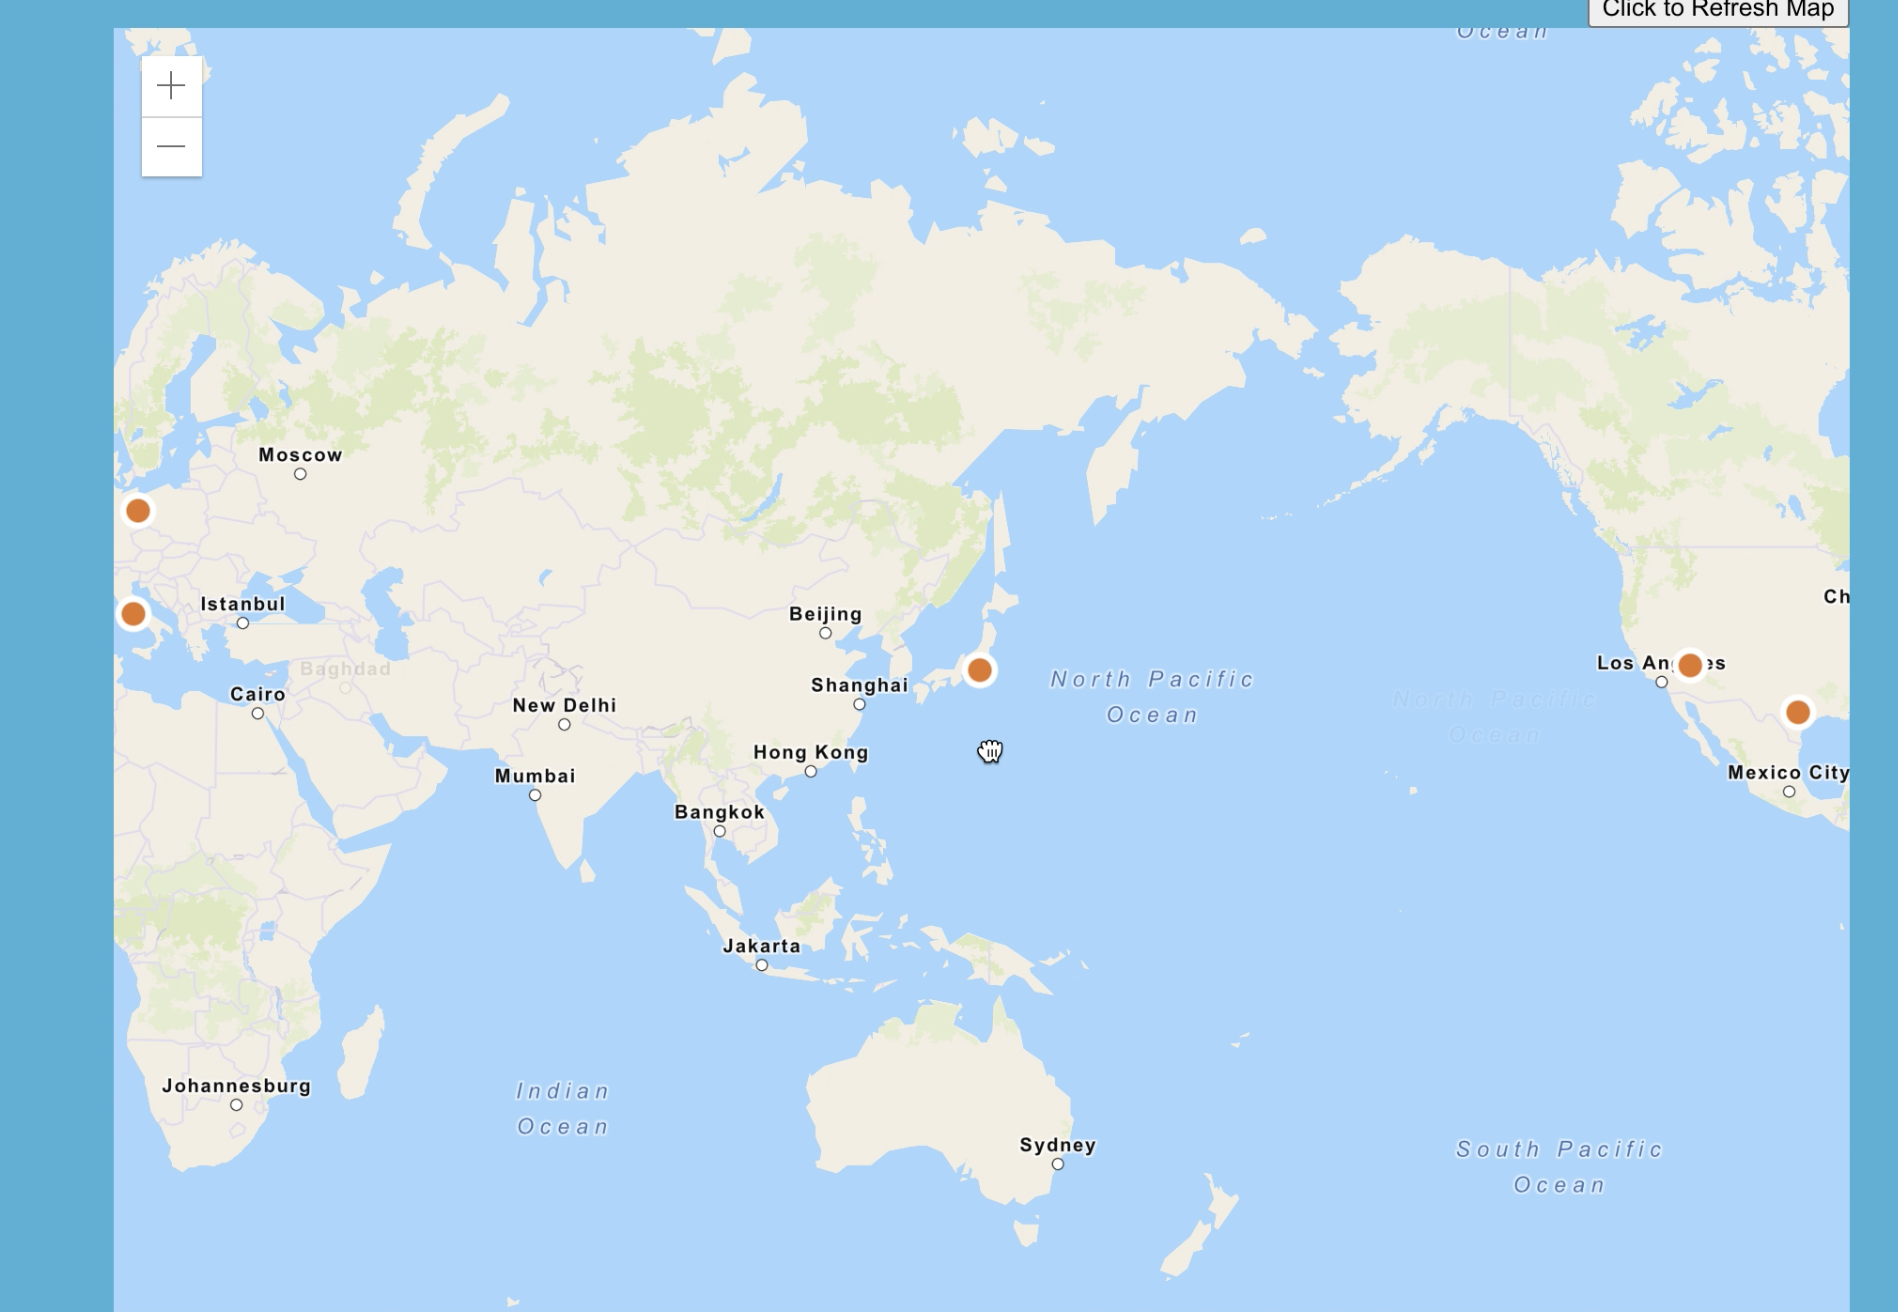 Click to Refresh Map
Ocean
Moscow
Istanbul
Baghdad
Cairo
Beijing
Shanghai
New Delhi
Hong Kong
Mumbai
Bangkok
North Pacific
Ocean
North Pacific
Ocean
Ch
Los An es
Mexico City
Jakarta
Johannesburg
Indian
Ocean
Sydney
South Pacific
Ocean